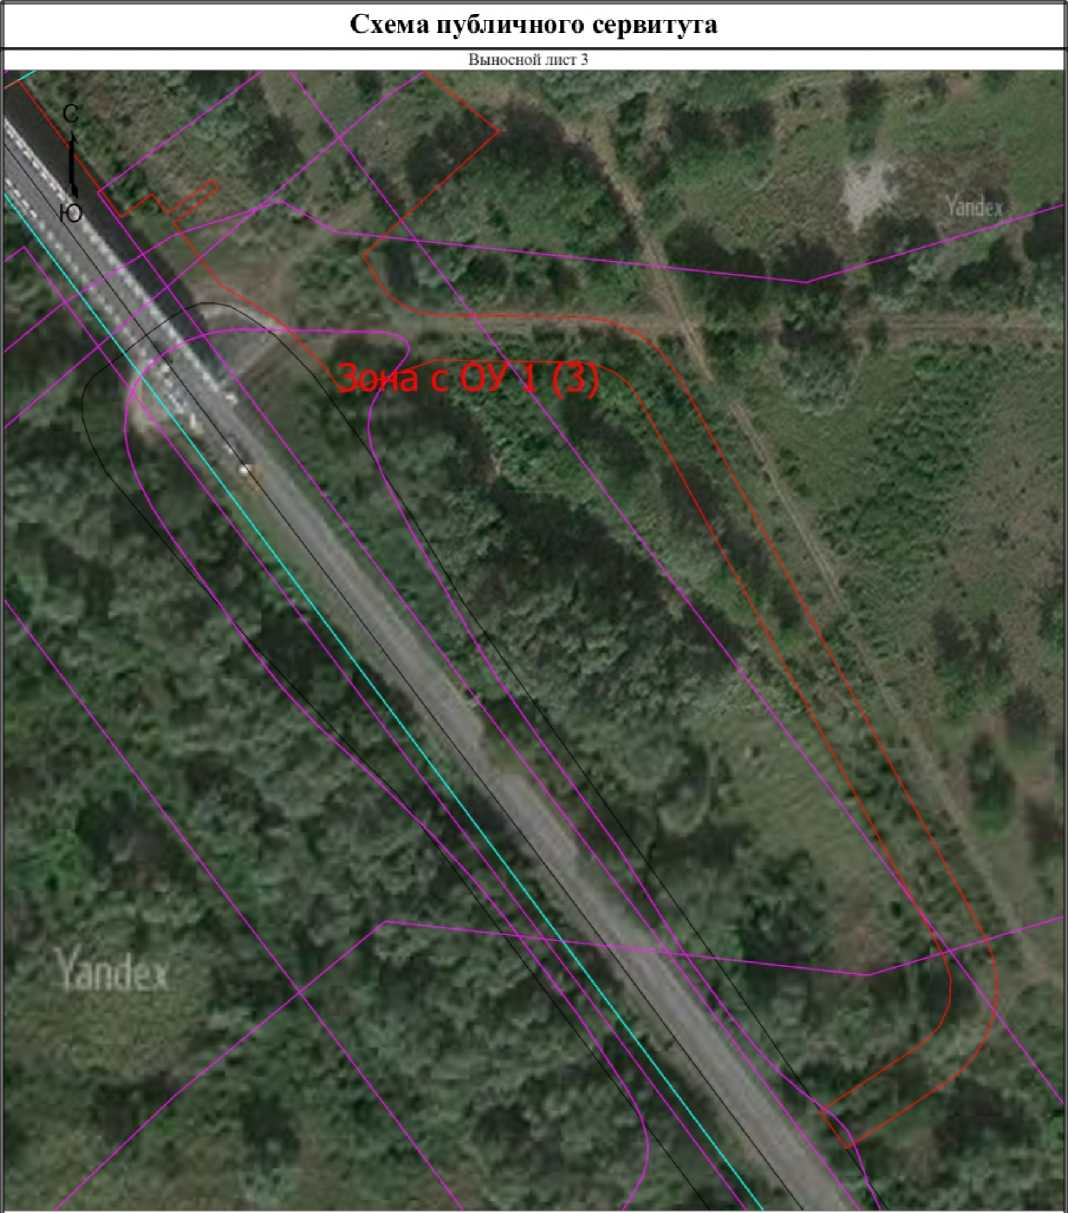 Схема публичного сервитута
Выносной лист 3
С
Ю
Yandex
Зона с ОУ 1 (3)
Yandex